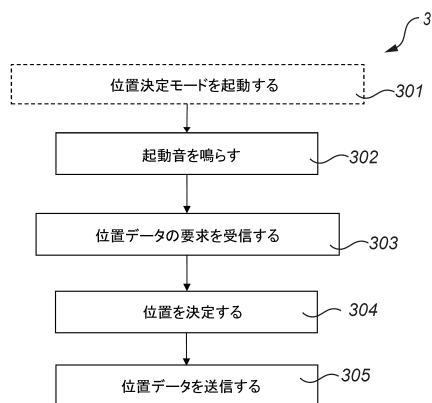 3
位置決定モードを起動する
301
起動音を鳴らす
302
位置データの要求を受信する
303
位置を決定する
304
位置データを送信する
305